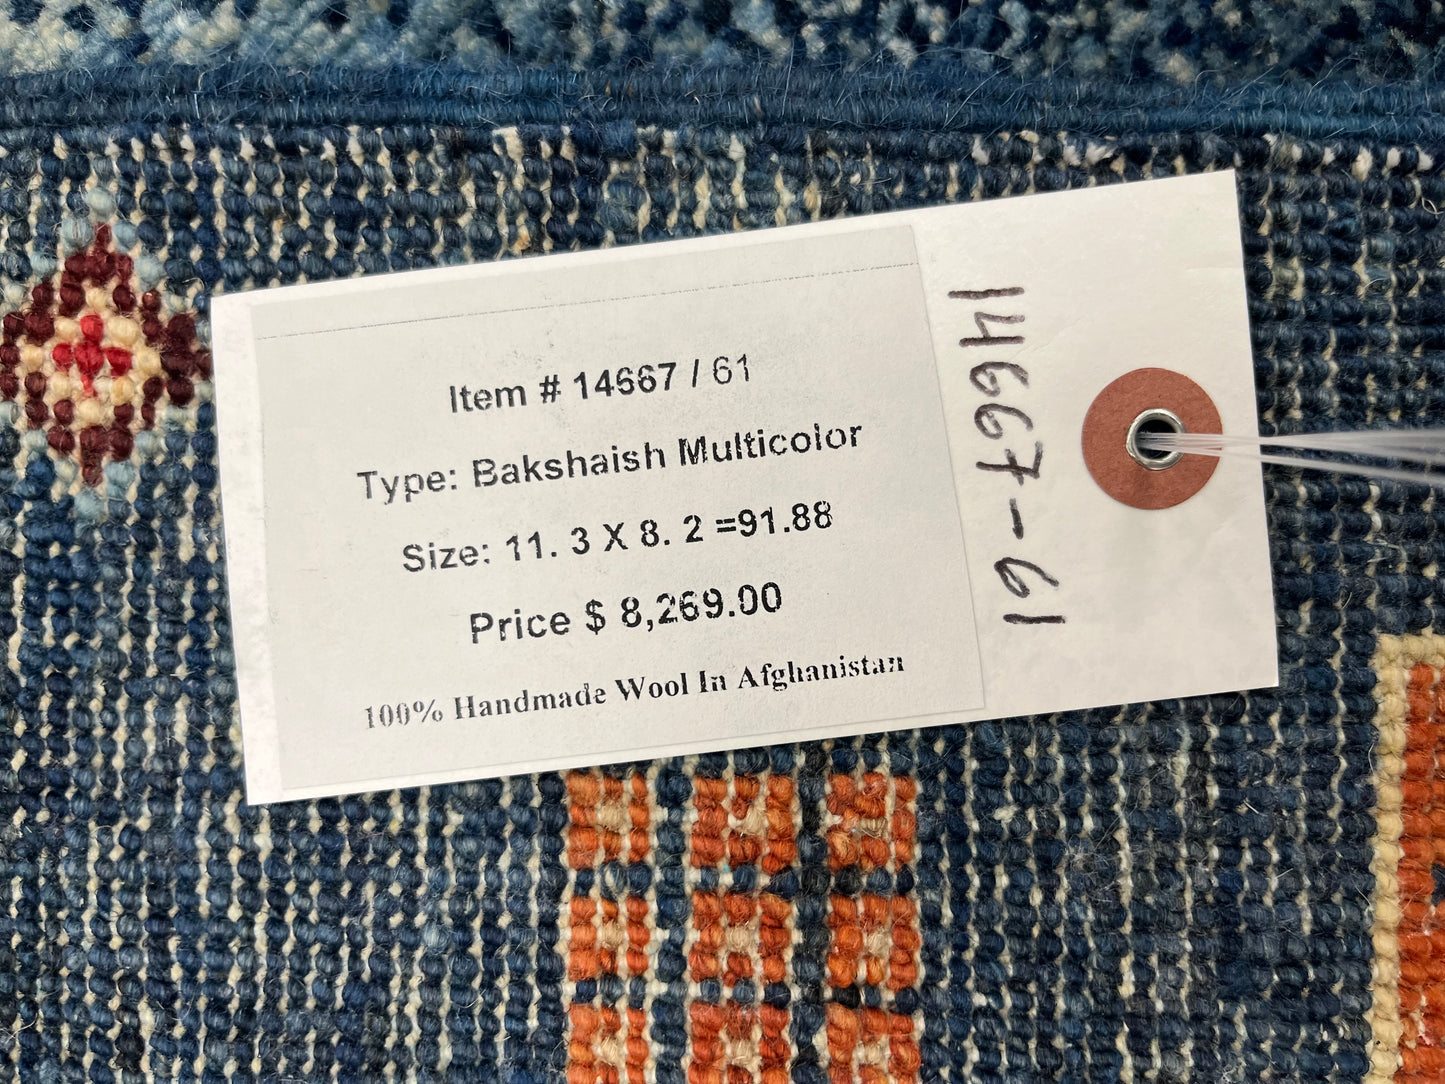 Item # 14667 / 61
Type: Bakshaish Multicolor
Size: 11. 3 X 8. 2 =91.88
Price $ 8,269.00
100% Handmade Wool In Afghanistan
14667-61